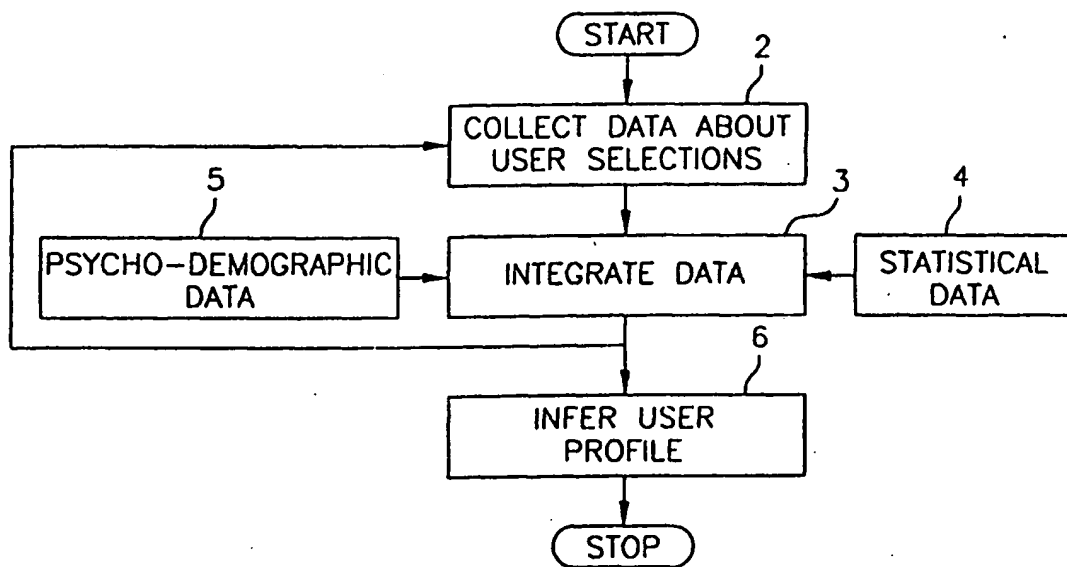 START
2
COLLECT DATA ABOUT
USER SELECTIONS
5
3
4
PSYCHO-DEMOGRAPHIC
DATA
INTEGRATE DATA
STATISTICAL
DATA
6
INFER USER
PROFILE
STOP